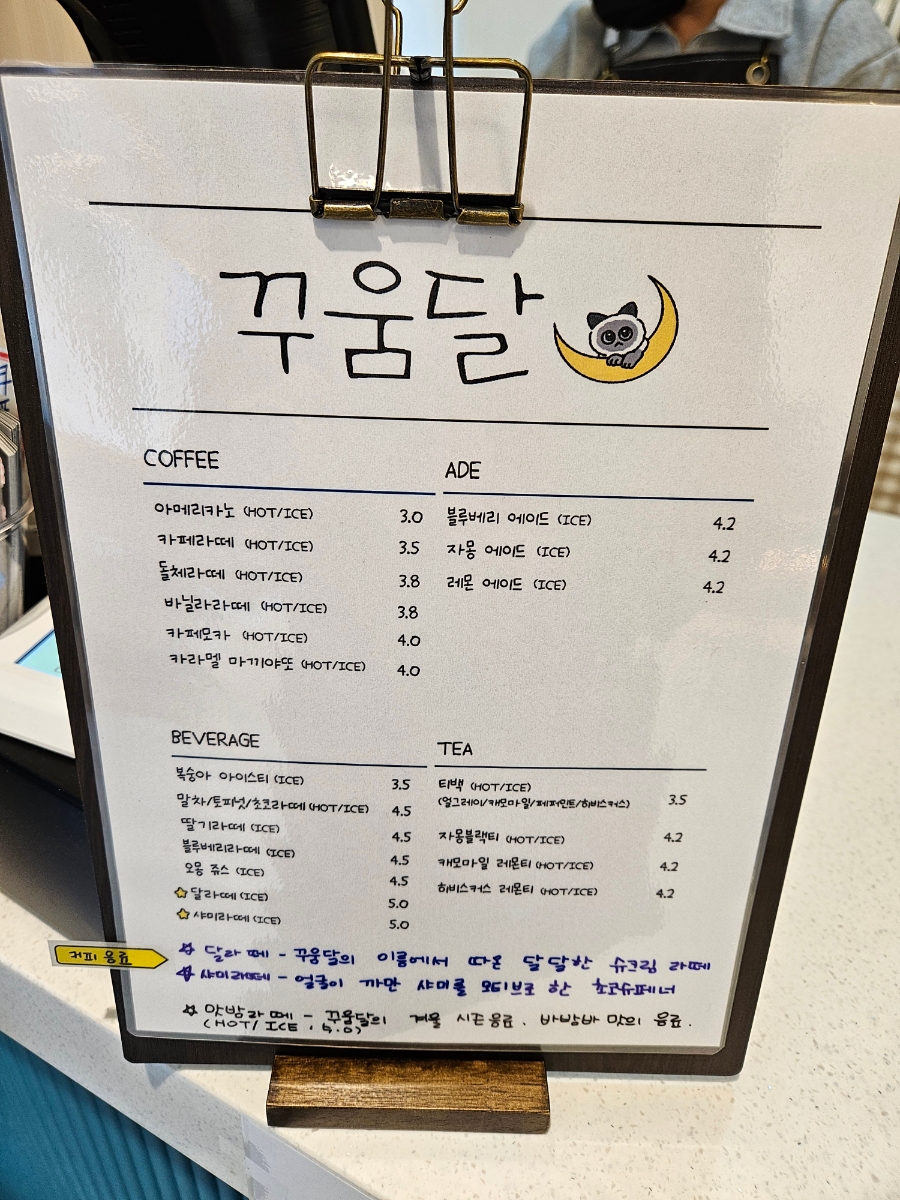 꾸움달
COFFEE
아메리카노 (HOT/ICE) 3.0
카페라떼 (HOT/ICE) 3.5
돌체라떼 (HOT/ICE) 3.8
바닐라라떼 (HOT/ICE) 3.8
카페모카 (HOT/ICE) 4.0
카라멜 마끼야또 (HOT/ICE) 4.0
ADE
블루베리 에이드 (ICE) 4.2
자몽 에이드 (ICE) 4.2
레몬 에이드 (ICE) 4.2
BEVERAGE
복숭아 아이스티 (ICE) 3.5
말차/토피넛/초코라떼 (HOT/ICE) 4.5
딸기라떼 (ICE) 4.5
블루베리라떼 (ICE) 4.5
오몽 쥬스 (ICE) 4.5
달라떼 (ICE) 5.0
샤미라떼 (ICE) 5.0
TEA
티백 (HOT/ICE)
(얼그레이/캐모마일/페퍼민트/히비스커스) 3.5
자몽블랙티 (HOT/ICE) 4.2
캐모마일 레몬티 (HOT/ICE) 4.2
히비스커스 레몬티 (HOT/ICE) 4.2
커피 음료
☆ 달라떼 - 꾸움달의 이름에서 따온 달달한 슈크림 라떼
☆ 샤미라떼 - 얼굴이 까만 샤미를 모티브로 한 초코슈페너
☆ 맛밤라떼 - 꾸움달의 겨울 시즌음료. 바밤바 맛의 음료.
(HOT/ICE, 5.0)